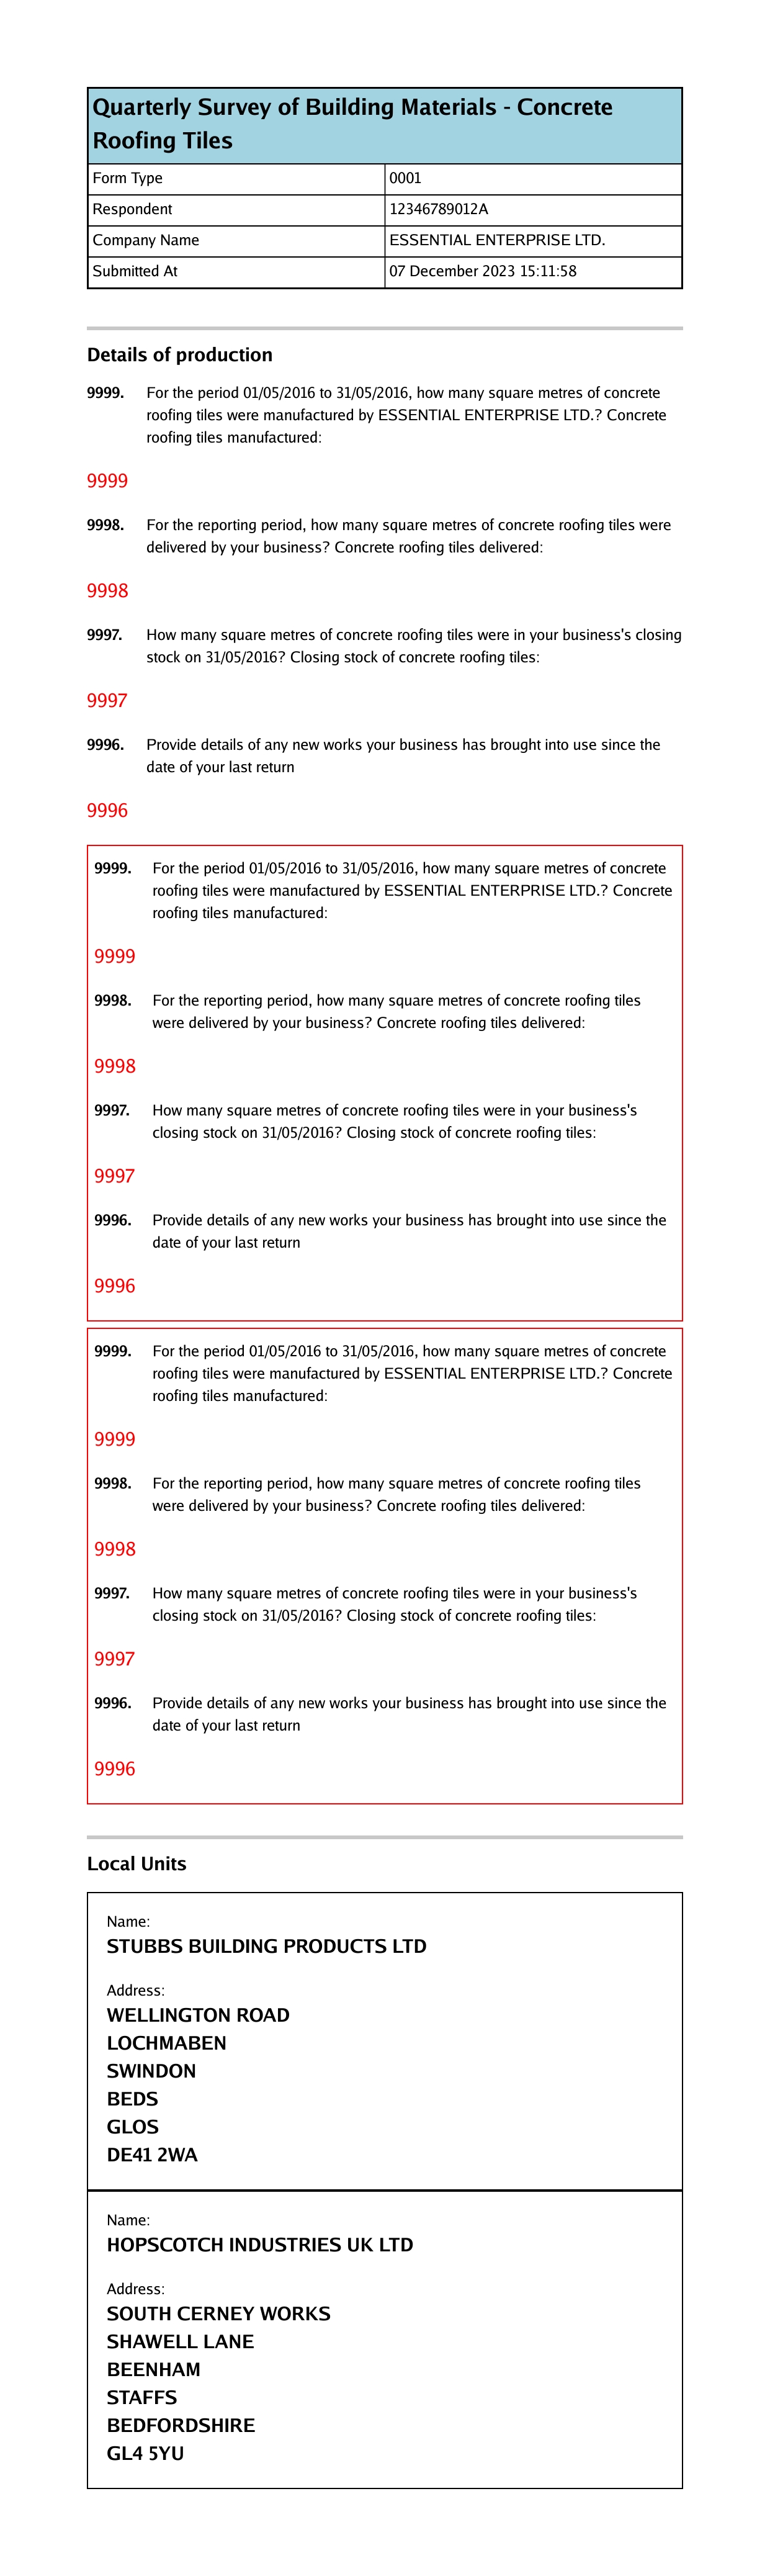 Quarterly Survey of Building Materials - Concrete
Roofing Tiles
Form Type 0001
Respondent 12346789012A
Company Name ESSENTIAL ENTERPRISE LTD.
Submitted At 07 December 2023 15:11:58
Details of production
9999. For the period 01/05/2016 to 31/05/2016, how many square metres of concrete
roofing tiles were manufactured by ESSENTIAL ENTERPRISE LTD.? Concrete
roofing tiles manufactured:
9999
9998. For the reporting period, how many square metres of concrete roofing tiles were
delivered by your business? Concrete roofing tiles delivered:
9998
9997. How many square metres of concrete roofing tiles were in your business's closing
stock on 31/05/2016? Closing stock of concrete roofing tiles:
9997
9996. Provide details of any new works your business has brought into use since the
date of your last return
9996
9999. For the period 01/05/2016 to 31/05/2016, how many square metres of concrete
roofing tiles were manufactured by ESSENTIAL ENTERPRISE LTD.? Concrete
roofing tiles manufactured:
9999
9998. For the reporting period, how many square metres of concrete roofing tiles
were delivered by your business? Concrete roofing tiles delivered:
9998
9997. How many square metres of concrete roofing tiles were in your business's
closing stock on 31/05/2016? Closing stock of concrete roofing tiles:
9997
9996. Provide details of any new works your business has brought into use since the
date of your last return
9996
9999. For the period 01/05/2016 to 31/05/2016, how many square metres of concrete
roofing tiles were manufactured by ESSENTIAL ENTERPRISE LTD.? Concrete
roofing tiles manufactured:
9999
9998. For the reporting period, how many square metres of concrete roofing tiles
were delivered by your business? Concrete roofing tiles delivered:
9998
9997. How many square metres of concrete roofing tiles were in your business's
closing stock on 31/05/2016? Closing stock of concrete roofing tiles:
9997
9996. Provide details of any new works your business has brought into use since the
date of your last return
9996
Local Units
Name:
STUBBS BUILDING PRODUCTS LTD
Address:
WELLINGTON ROAD
LOCHMABEN
SWINDON
BEDS
GLOS
DE41 2WA
Name:
HOPSCOTCH INDUSTRIES UK LTD
Address:
SOUTH CERNEY WORKS
SHAWELL LANE
BEENHAM
STAFFS
BEDFORDSHIRE
GL4 5YU